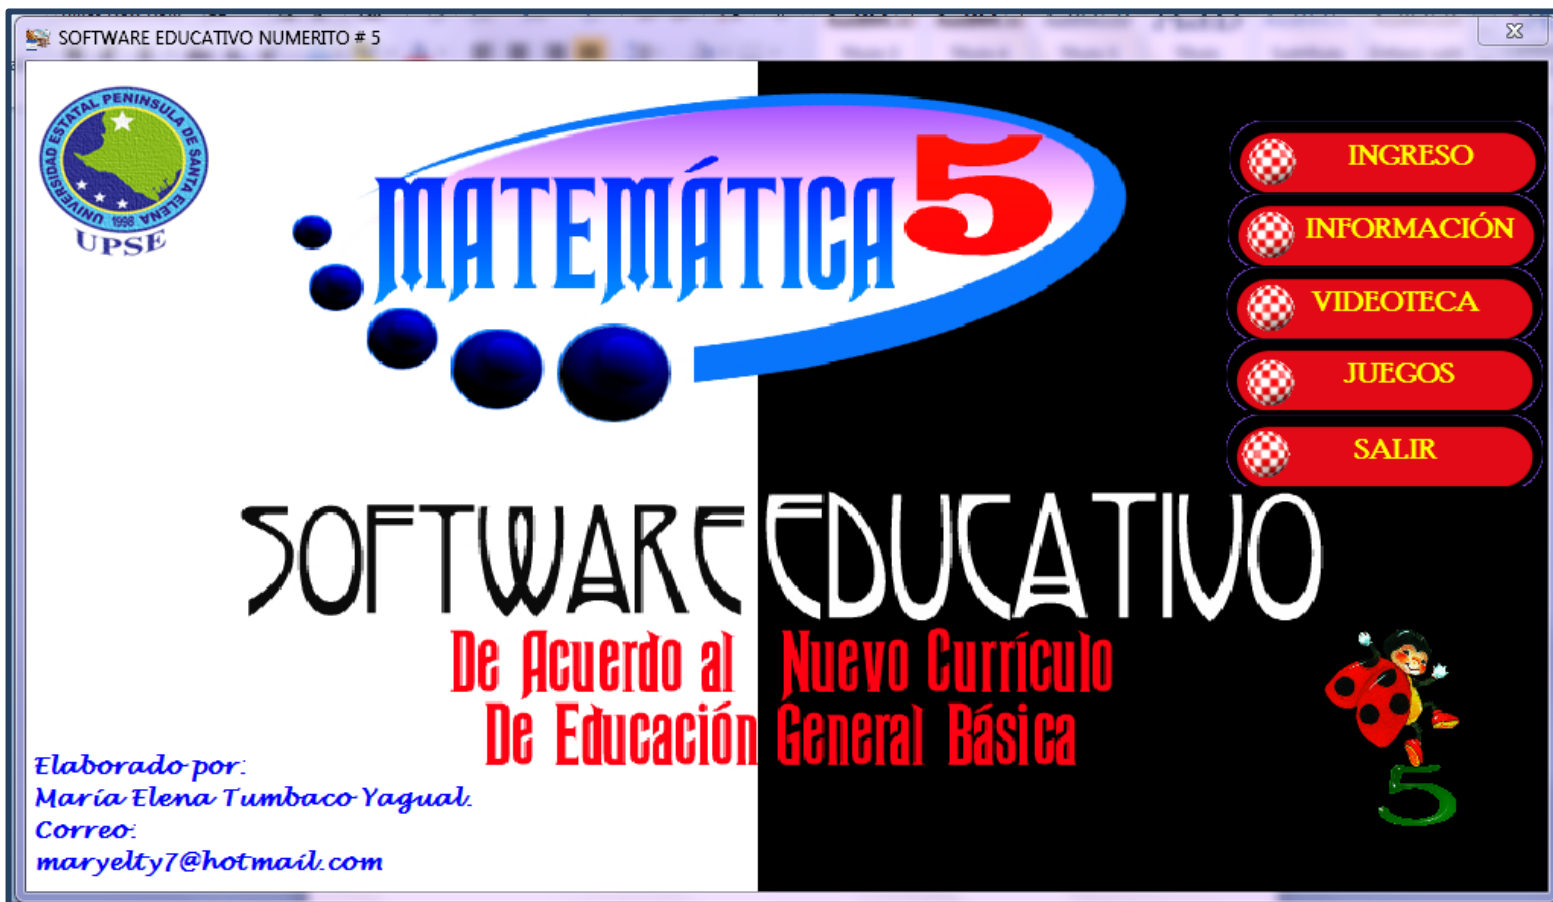 SOFTWARE EDUCATIVO NUMERITO # 5
UNIVERSIDAD ESTATAL PENINSULA DE SANTA ELENA
1998
UPSE
MATEMÁTICA 5
INGRESO
INFORMACIÓN
VIDEOTECA
JUEGOS
SALIR
SOFTWARE EDUCATIVO
De Acuerdo al Nuevo Currículo
De Educación General Básica
5
Elaborado por:
María Elena Tumbaco Yagual.
Correo:
maryelty7@hotmail.com